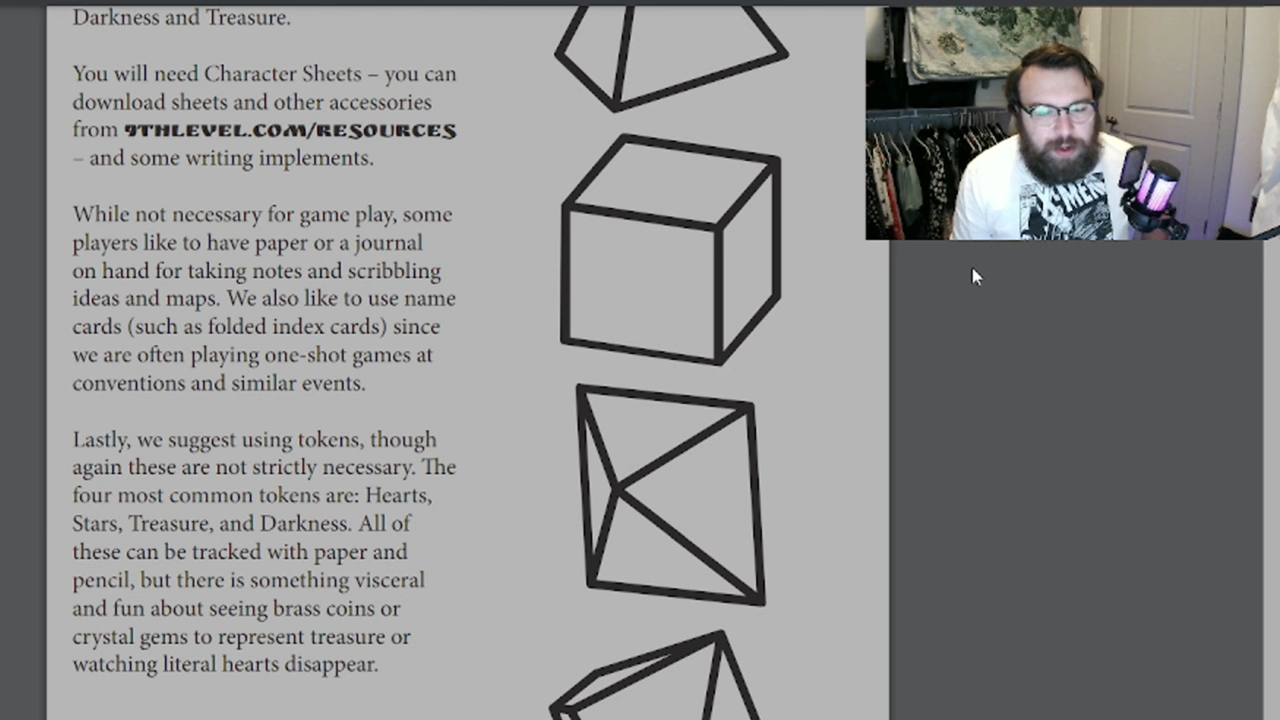 Darkness and Treasure.
You will need Character Sheets – you can
download sheets and other accessories
from 9THLEVEL.COM/RESOURCES
– and some writing implements.
While not necessary for game play, some
players like to have paper or a journal
on hand for taking notes and scribbling
ideas and maps. We also like to use name
cards (such as folded index cards) since
we are often playing one-shot games at
conventions and similar events.
Lastly, we suggest using tokens, though
again these are not strictly necessary. The
four most common tokens are: Hearts,
Stars, Treasure, and Darkness. All of
these can be tracked with paper and
pencil, but there is something visceral
and fun about seeing brass coins or
crystal gems to represent treasure or
watching literal hearts disappear.
X-MEN